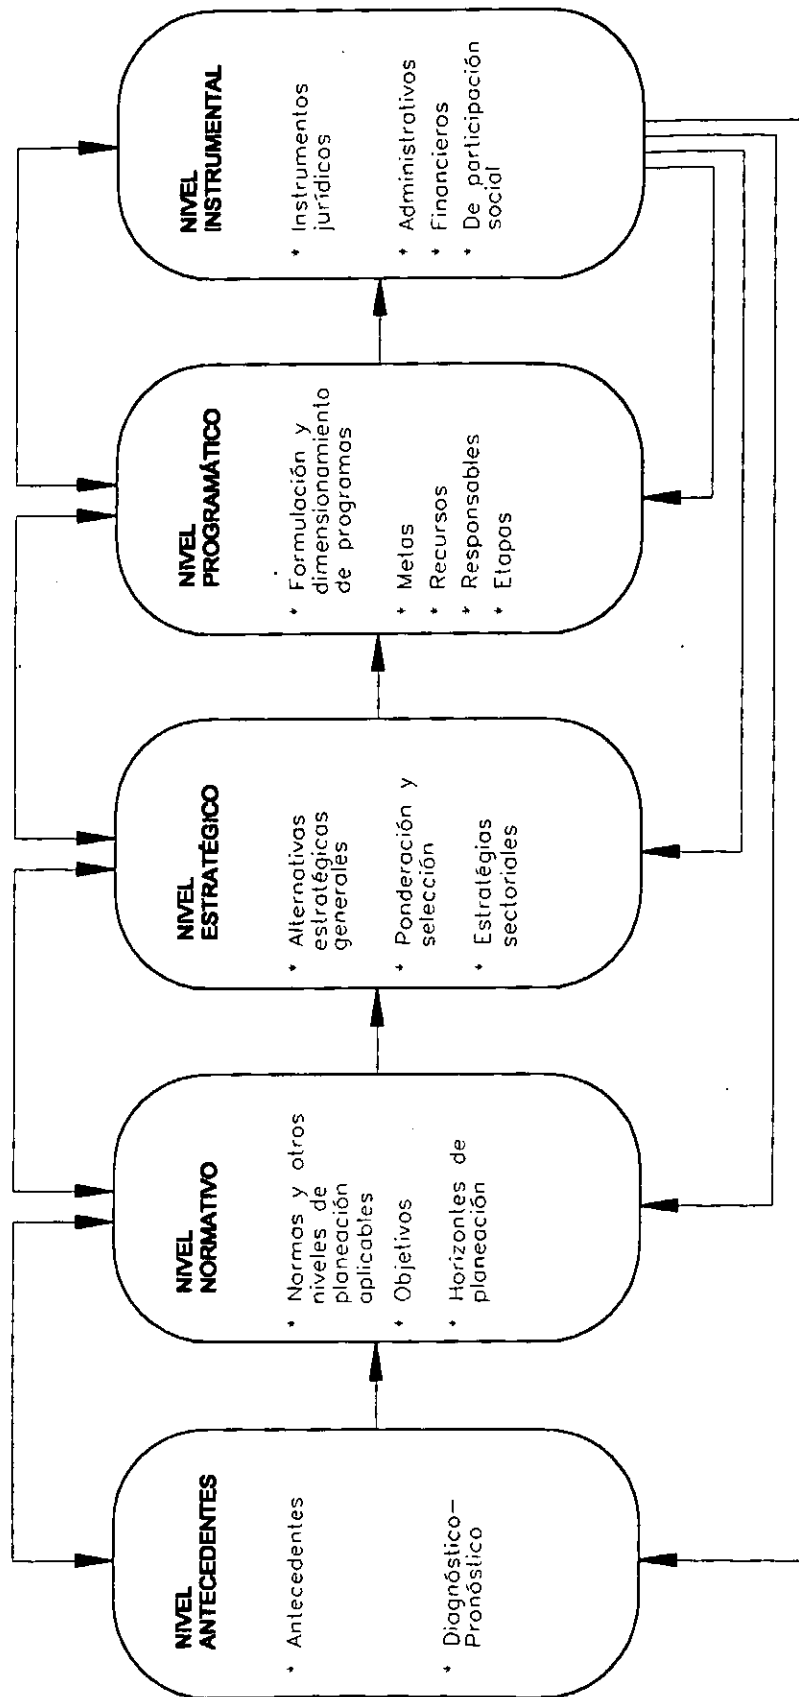 NIVEL
ANTECEDENTES
* Antecedentes
* Diagnóstico-
Pronóstico
NIVEL
NORMATIVO
* Normas y otros
niveles de
planeación
aplicables
* Objetivos
* Horizontes de
planeación
NIVEL
ESTRATÉGICO
* Alternativas
estratégicas
generales
* Ponderación y
selección
* Estratégias
sectoriales
NIVEL
PROGRAMÁTICO
* Formulación y
dimensionamiento
de programas
* Metas
* Recursos
* Responsables
* Etapas
NIVEL
INSTRUMENTAL
* Instrumentos
jurídicos
* Administrativos
* Financieros
* De participación
social